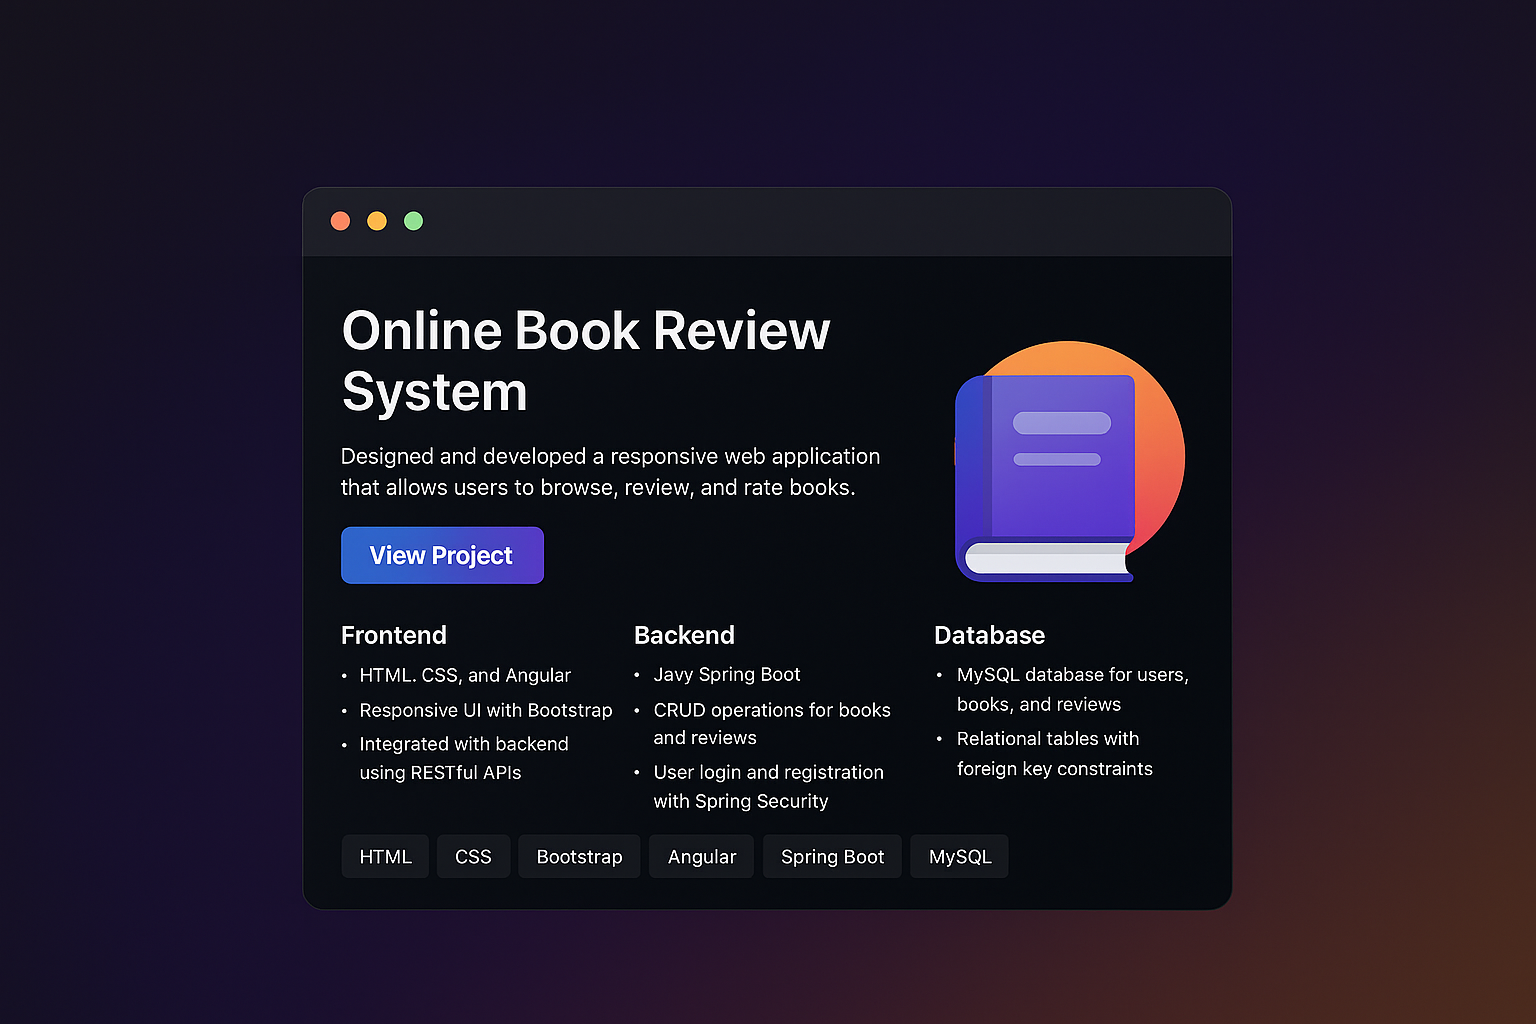 Online Book Review
System
Designed and developed a responsive web application
that allows users to browse, review, and rate books.
View Project
Frontend
• HTML. CSS, and Angular
• Responsive UI with Bootstrap
• Integrated with backend
using RESTful APIs
Backend
• Javy Spring Boot
• CRUD operations for books
and reviews
• User login and registration
with Spring Security
Database
• MySQL database for users,
books, and reviews
• Relational tables with
foreign key constraints
HTML CSS Bootstrap Angular Spring Boot MySQL